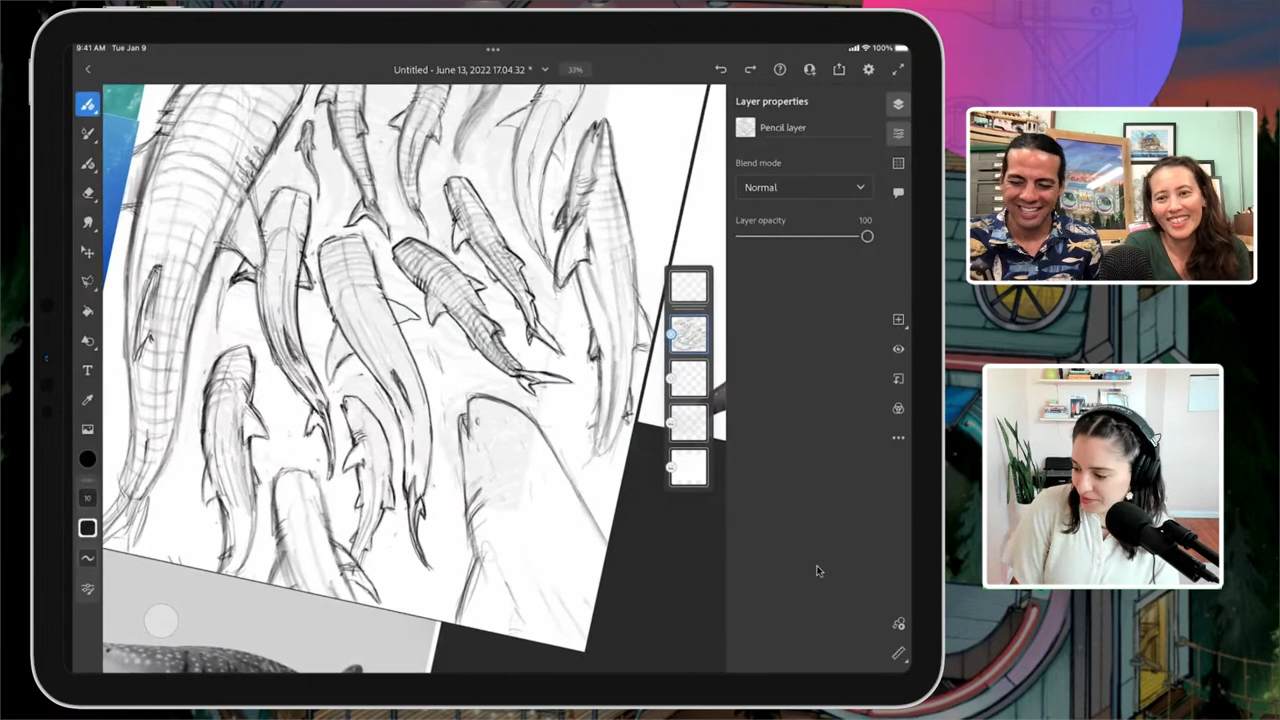 9:41 AM Tue Jan 9
100%
Untitled - June 13, 2022 17.04.32 *
33%
Layer properties
Pencil layer
Blend mode
Normal
Layer opacity 100
T
10